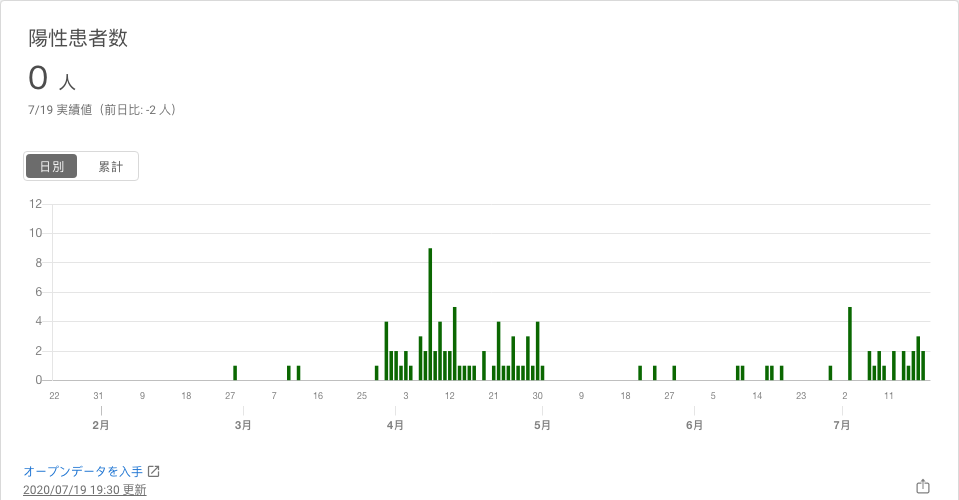 陽性患者数
0 人
7/19 実績値（前日比: -2 人）
日別 累計
12
10
8
6
4
2
0
22 31 9 18 27 7 16 25 3 12 21 30 9 18 27 5 14 23 2 11
2月 3月 4月 5月 6月 7月
オープンデータを入手
2020/07/19 19:30 更新